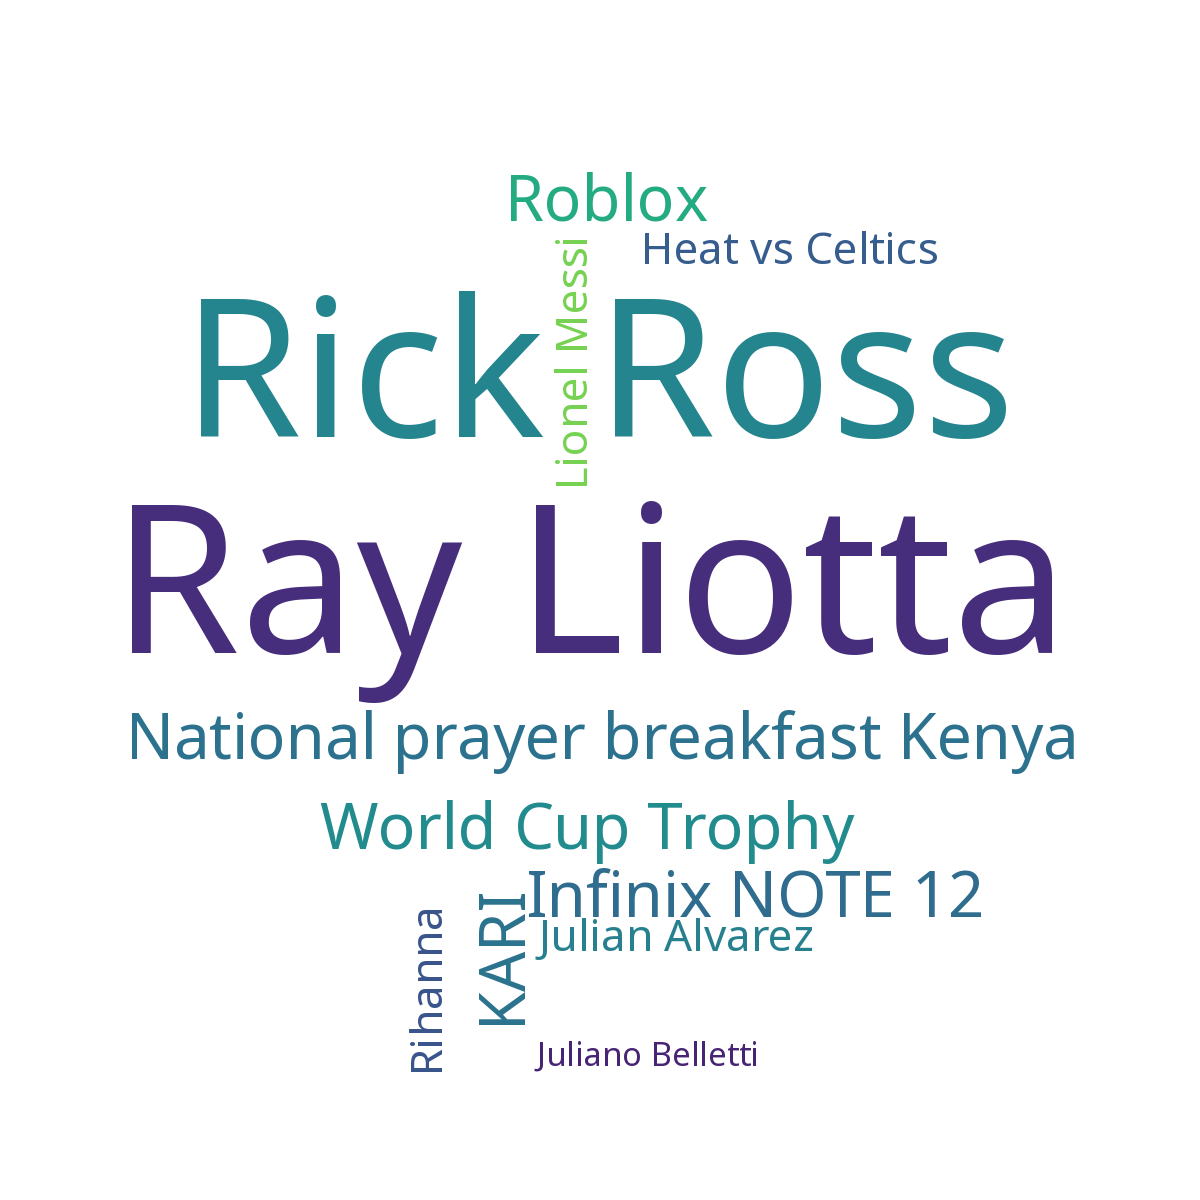 Roblox
Heat vs Celtics
Lionel Messi
Rick Ross
Ray Liotta
National prayer breakfast Kenya
World Cup Trophy
Infinix NOTE 12
KARI
Julian Alvarez
Rihanna
Juliano Belletti